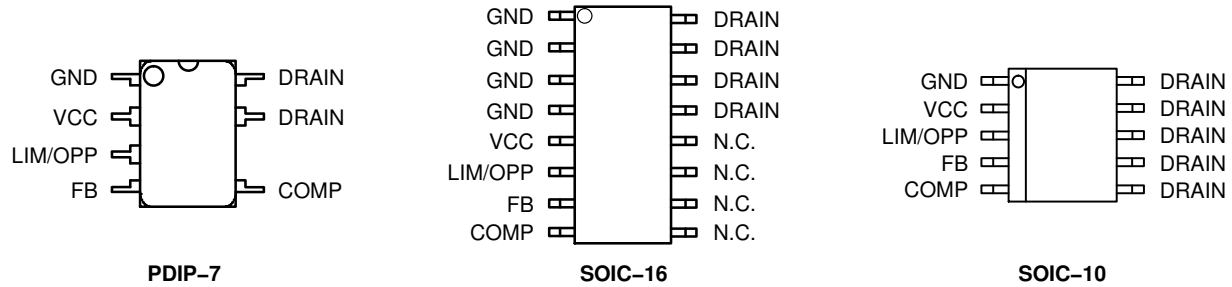 GND DRAIN
VCC DRAIN
LIM/OPP
FB COMP
PDIP–7
GND DRAIN
GND DRAIN
GND DRAIN
GND DRAIN
VCC N.C.
LIM/OPP N.C.
FB N.C.
COMP N.C.
SOIC–16
GND DRAIN
VCC DRAIN
LIM/OPP DRAIN
FB DRAIN
COMP DRAIN
SOIC–10